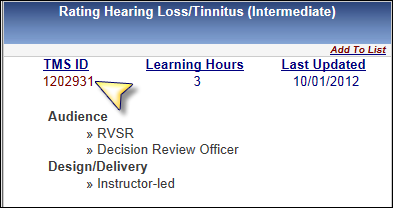 Rating Hearing Loss/Tinnitus (Intermediate)
Add To List
TMS ID Learning Hours Last Updated
1202931 3 10/01/2012
Audience
» RVSR
» Decision Review Officer
Design/Delivery
» Instructor-led